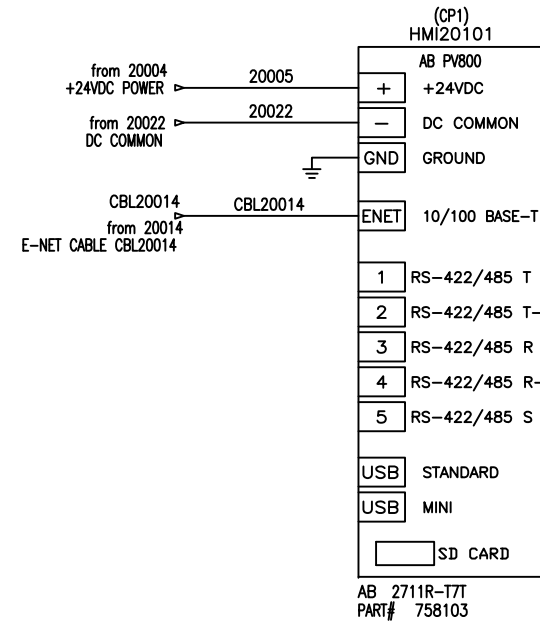 (CP1)
HMI20101
AB PV800
from 20004
+24VDC POWER
20005
+
+24VDC
from 20022
DC COMMON
20022
-
DC COMMON
GND
GROUND
CBL20014
from 20014
E-NET CABLE CBL20014
CBL20014
ENET
10/100 BASE-T
1
RS-422/485 T
2
RS-422/485 T-
3
RS-422/485 R
4
RS-422/485 R-
5
RS-422/485 S
USB
STANDARD
USB
MINI
SD CARD
AB 2711R-T7T
PART# 758103